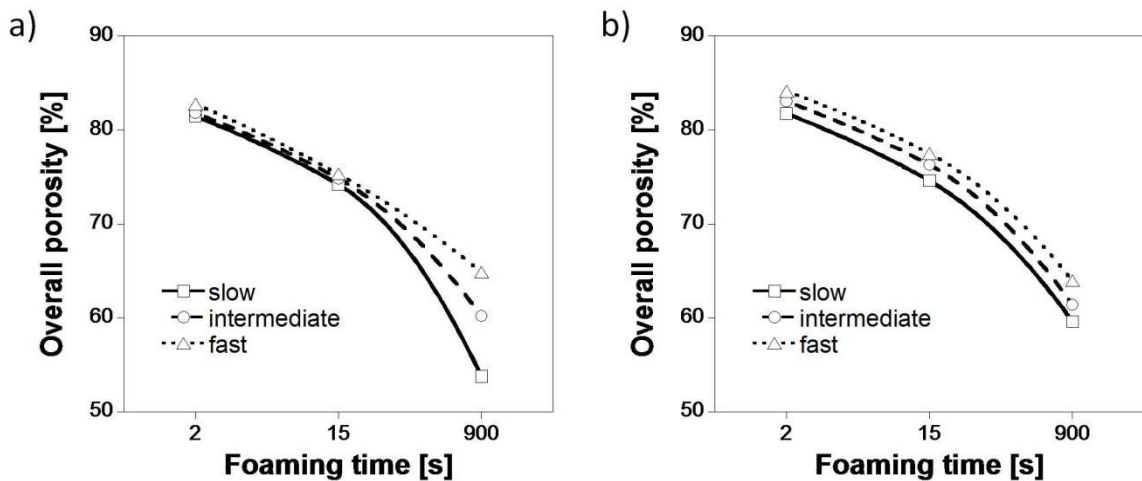 a)
Overall porosity [%]
90
80
70
60
50
slow
intermediate
fast
2 15 900
Foaming time [s]
b)
Overall porosity [%]
90
80
70
60
50
slow
intermediate
fast
2 15 900
Foaming time [s]